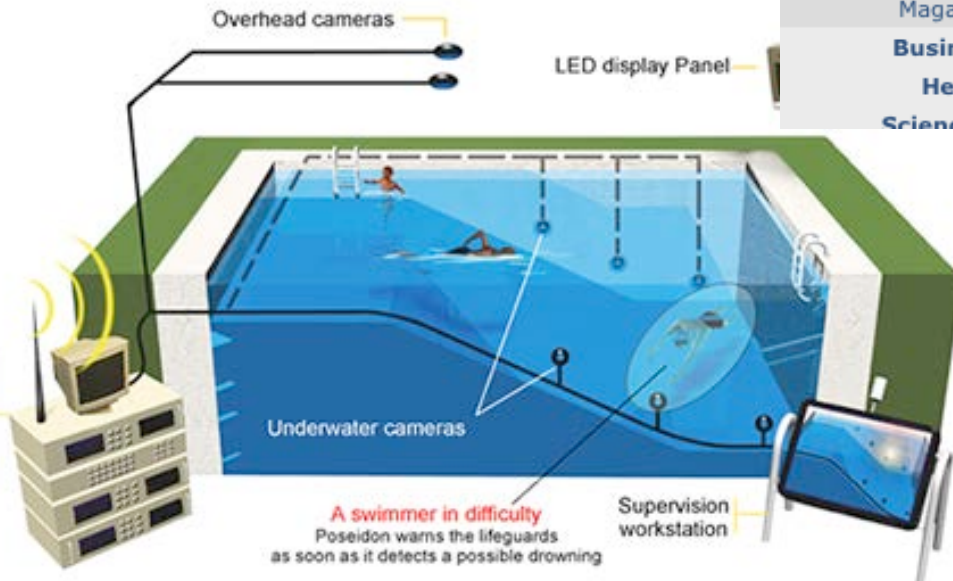 Overhead cameras
LED display Panel
Underwater cameras
A swimmer in difficulty
Poseidon warns the lifeguards
as soon as it detects a possible drowning
Supervision
workstation